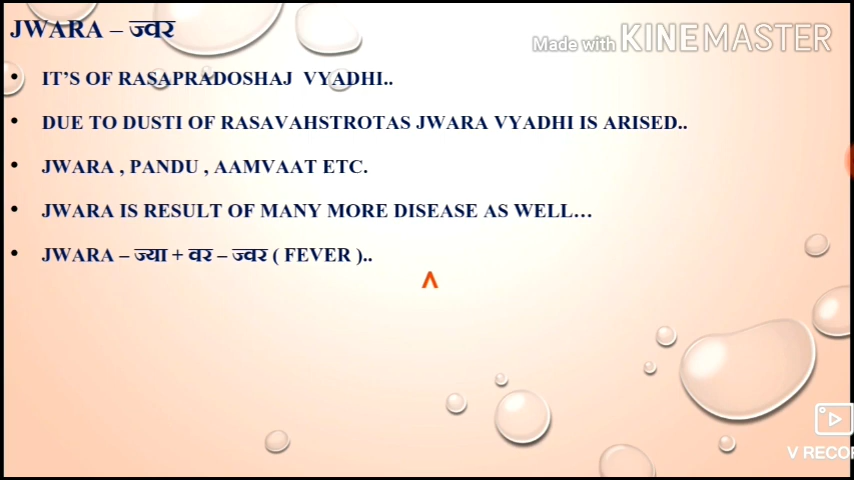 JWARA – ज्वर
Made with KINEMASTER
• IT'S OF RASAPRADOSHAJ VYADHI..
• DUE TO DUSTI OF RASAVAHSTROTAS JWARA VYADHI IS ARISED..
• JWARA , PANDU , AAMVAAT ETC.
• JWARA IS RESULT OF MANY MORE DISEASE AS WELL...
• JWARA – ज्या + वर – ज्वर ( FEVER )..
^
V RECOR